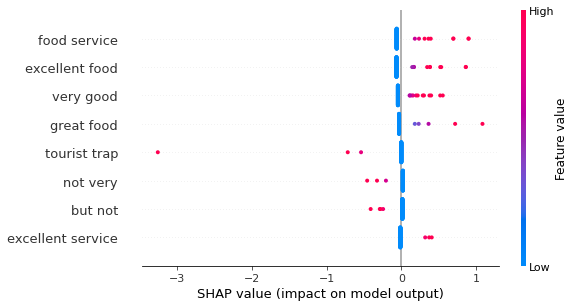 High
food service
excellent food
very good
great food
tourist trap
not very
but not
excellent service
Feature value
Low
−3 −2 −1 0 1
SHAP value (impact on model output)